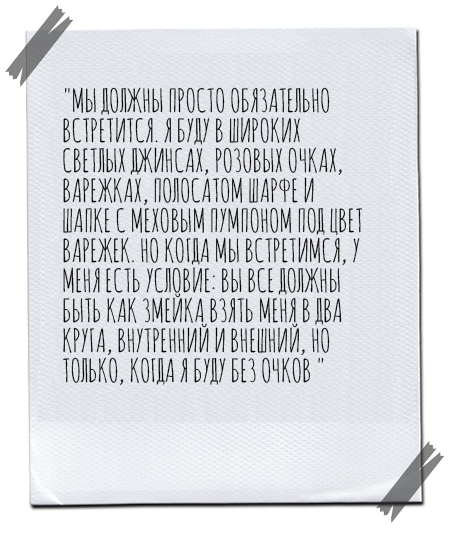 "МЫ ДОЛЖНЫ ПРОСТО ОБЯЗАТЕЛЬНО
ВСТРЕТИТСЯ. Я БУДУ В ШИРОКИХ
СВЕТЛЫХ ДЖИНСАХ, РОЗОВЫХ ОЧКАХ,
ВАРЕЖКАХ, ПОЛОСАТОМ ШАРФЕ И
ШАПКЕ С МЕХОВЫМ ПУМПОНОМ ПОД ЦВЕТ
ВАРЕЖЕК. НО КОГДА МЫ ВСТРЕТИМСЯ, У
МЕНЯ ЕСТЬ УСЛОВИЕ: ВЫ ВСЕ ДОЛЖНЫ
БЫТЬ КАК ЗМЕЙКА ВЗЯТЬ МЕНЯ В ДВА
КРУГА, ВНУТРЕННИЙ И ВНЕШНИЙ, НО
ТОЛЬКО, КОГДА Я БУДУ БЕЗ ОЧКОВ "